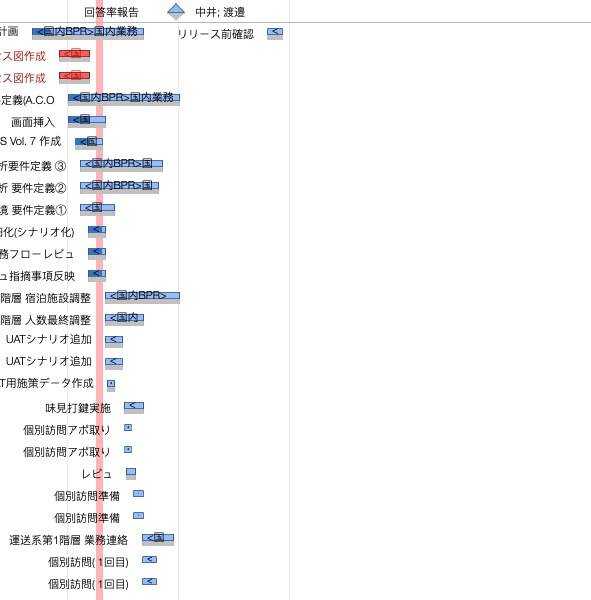 回答率報告 中井; 渡邉
計画 <国内BPR>国内業務 リリース前確認 <
ス図作成 <国
ス図作成 <国
定義(A.C.O <国内BPR>国内業務
画面挿入 <国
S Vol. 7 作成 <国
析要件定義 ③ <国内BPR>国
析 要件定義② <国内BPR>国
境 要件定義① <国
細化(シナリオ化) <
務フローレビュ <
ュ指摘事項反映 <
階層 宿泊施設調整 <国内BPR>
階層 人数最終調整 <国内
UATシナリオ追加 <
UATシナリオ追加 <
T用施策データ作成
味見打鍵実施 <
個別訪問アポ取り
個別訪問アポ取り
レビュ
個別訪問準備
個別訪問準備
運送系第1階層 業務連絡 <国
個別訪問( 1回目) <
個別訪問( 1回目) <